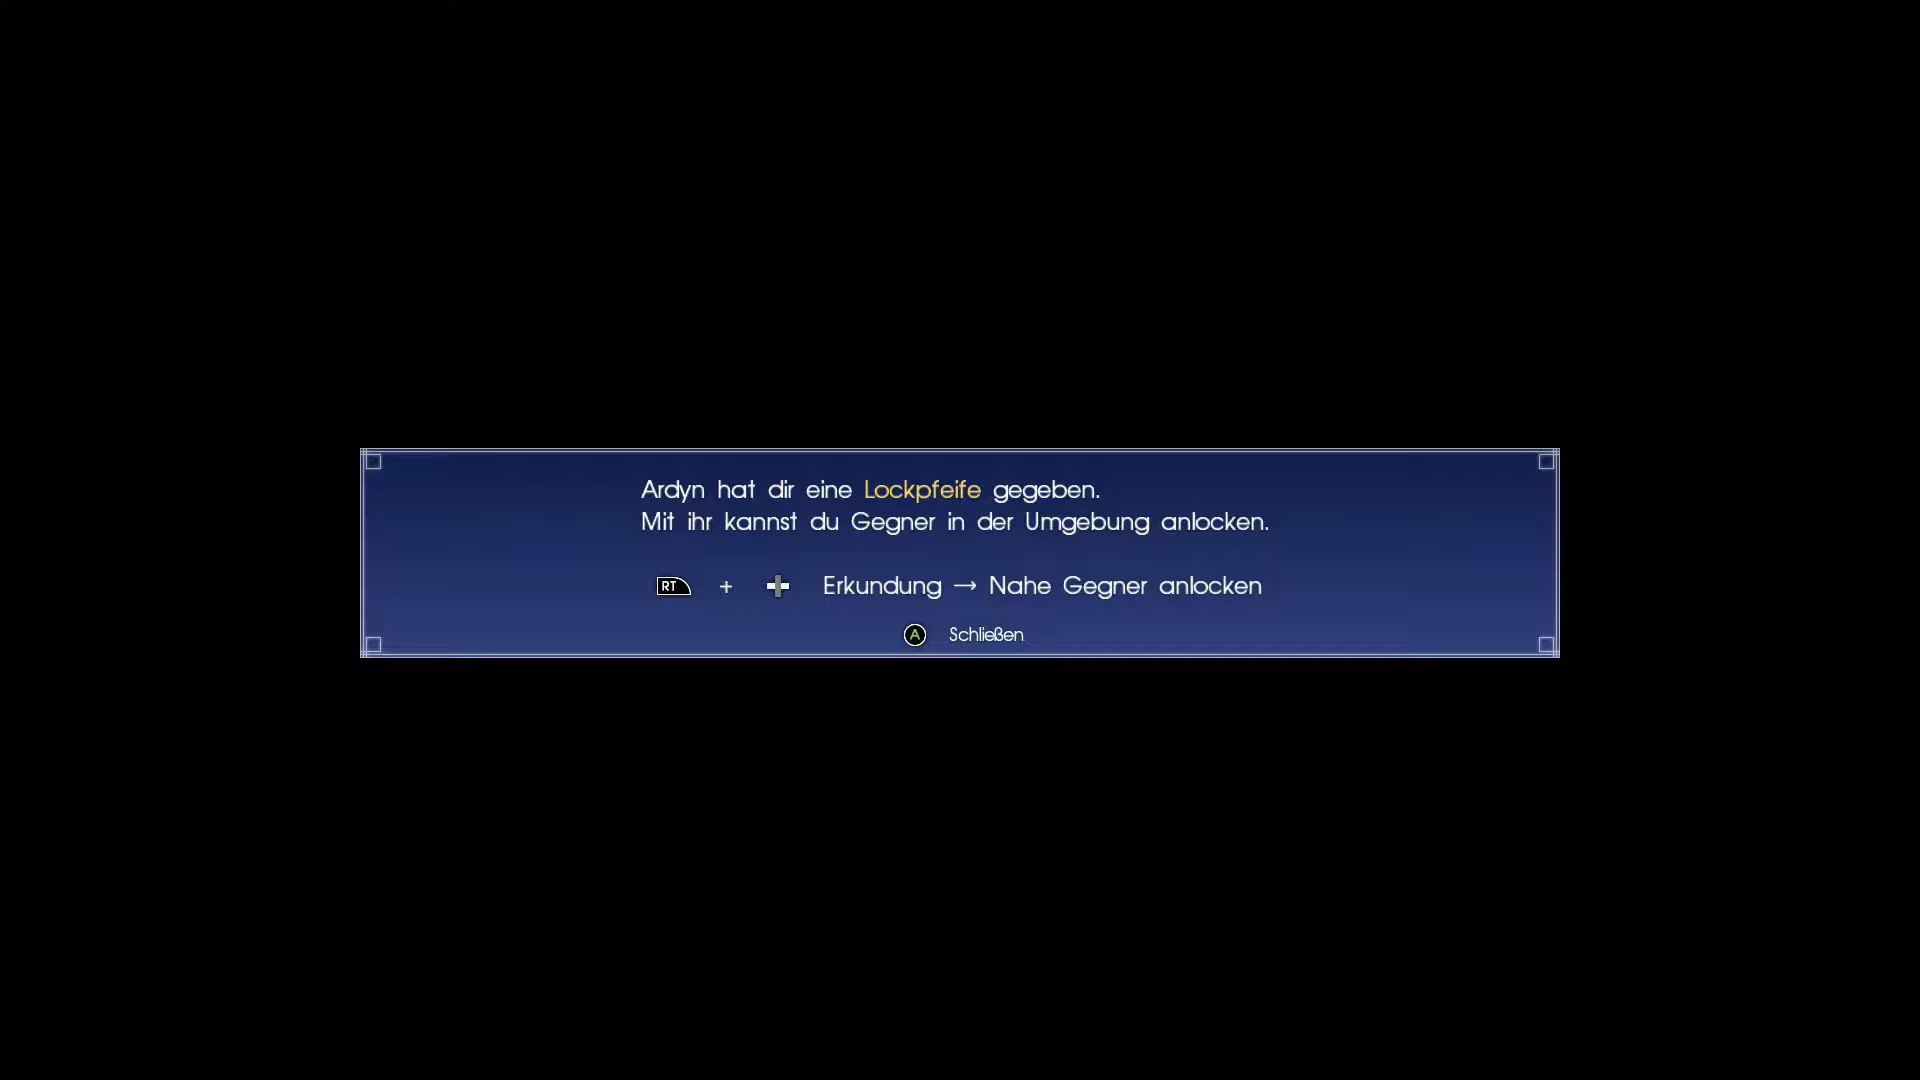 Ardyn hat dir eine Lockpfeife gegeben.
Mit ihr kannst du Gegner in der Umgebung anlocken.
RT + Erkundung → Nahe Gegner anlocken
A Schließen